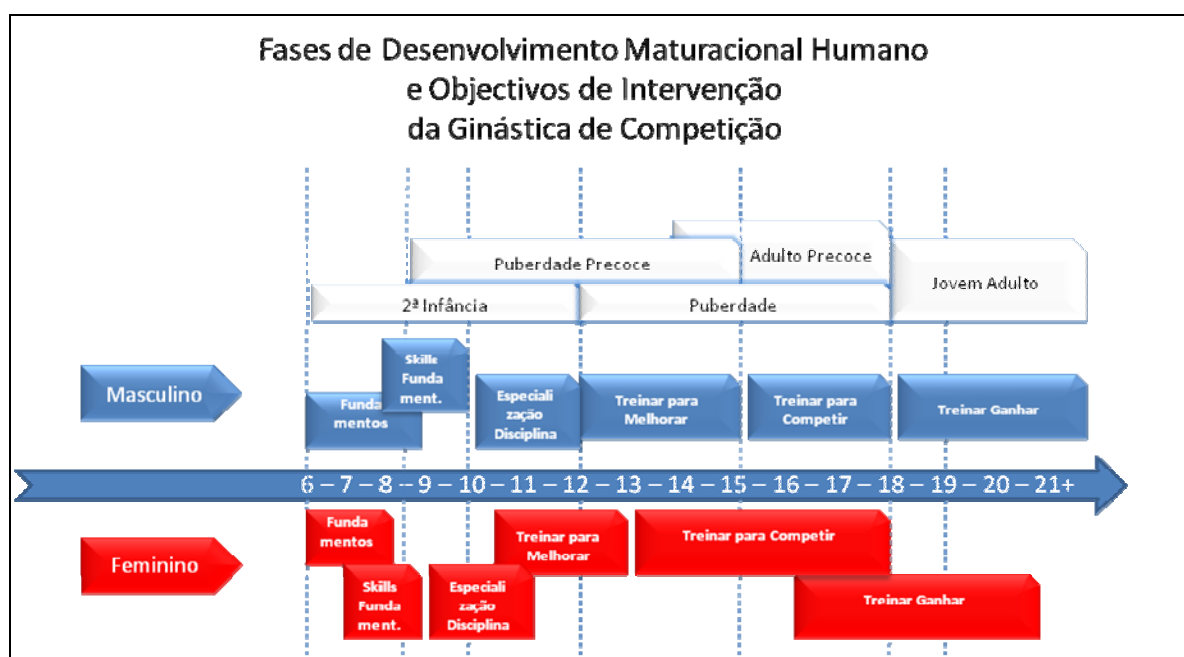 Fases de Desenvolvimento Maturacional Humano
e Objectivos de Intervenção
da Ginástica de Competição
Adulto Precoce
Puberdade Precoce
Jovem Adulto
2ª Infância
Puberdade
Masculino
Skills
Funda
ment.
Funda
mentos
Especiali
zação
Disciplina
Treinar para
Melhorar
Treinar para
Competir
Treinar Ganhar
6 – 7 – 8 -- 9 – 10 – 11 – 12 – 13 – 14 – 15 – 16 – 17 – 18 – 19 – 20 – 21+
Feminino
Funda
mentos
Skills
Funda
ment.
Especiali
zação
Disciplina
Treinar para
Melhorar
Treinar para Competir
Treinar Ganhar